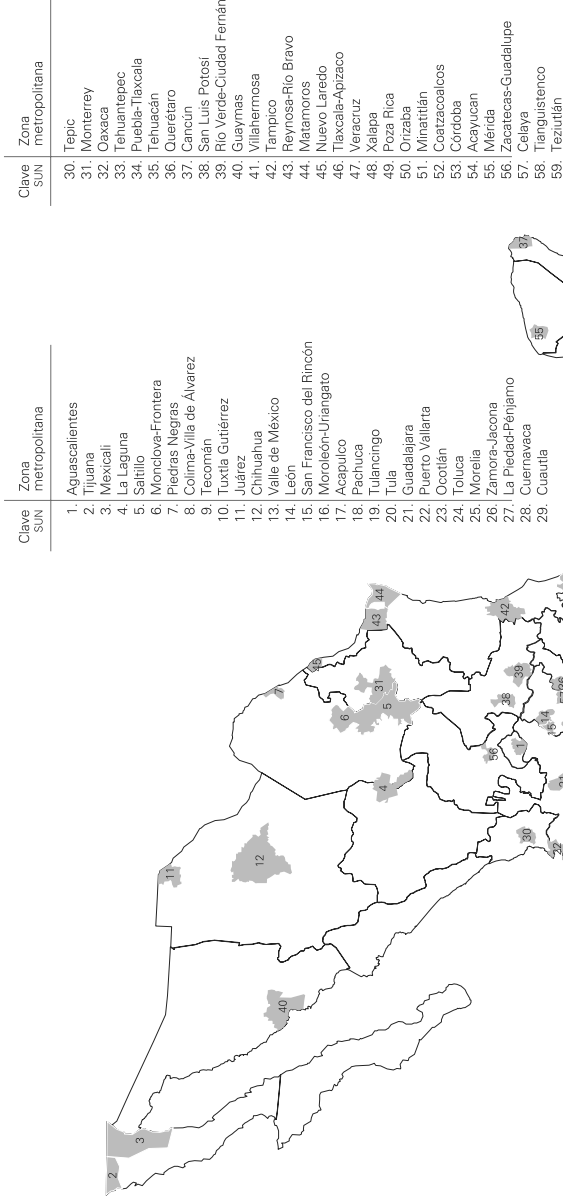 Clave SUN Zona metropolitana
1. Aguascalientes
2. Tijuana
3. Mexicali
4. La Laguna
5. Saltillo
6. Monclova-Frontera
7. Piedras Negras
8. Colima-Villa de Álvarez
9. Tecomán
10. Tuxtla Gutiérrez
11. Juárez
12. Chihuahua
13. Valle de México
14. León
15. San Francisco del Rincón
16. Moroleón-Uriangato
17. Acapulco
18. Pachuca
19. Tulancingo
20. Tula
21. Guadalajara
22. Puerto Vallarta
23. Ocotlán
24. Toluca
25. Morelia
26. Zamora-Jacona
27. La Piedad-Pénjamo
28. Cuernavaca
29. Cuautla
Clave SUN Zona metropolitana
30. Tepic
31. Monterrey
32. Oaxaca
33. Tehuantepec
34. Puebla-Tlaxcala
35. Tehuacán
36. Querétaro
37. Cancún
38. San Luis Potosí
39. Río Verde-Ciudad Fernán
40. Guaymas
41. Villahermosa
42. Tampico
43. Reynosa-Río Bravo
44. Matamoros
45. Nuevo Laredo
46. Tlaxcala-Apizaco
47. Veracruz
48. Xalapa
49. Poza Rica
50. Orizaba
51. Minatitlán
52. Coatzacoalcos
53. Córdoba
54. Acayucan
55. Mérida
56. Zacatecas-Guadalupe
57. Celaya
58. Tianguistenco
59. Teziutlán
2
3
11
40
12
7
45
6
5
31
4
43
44
56
38
39
42
1
30
15
14
22
37
55